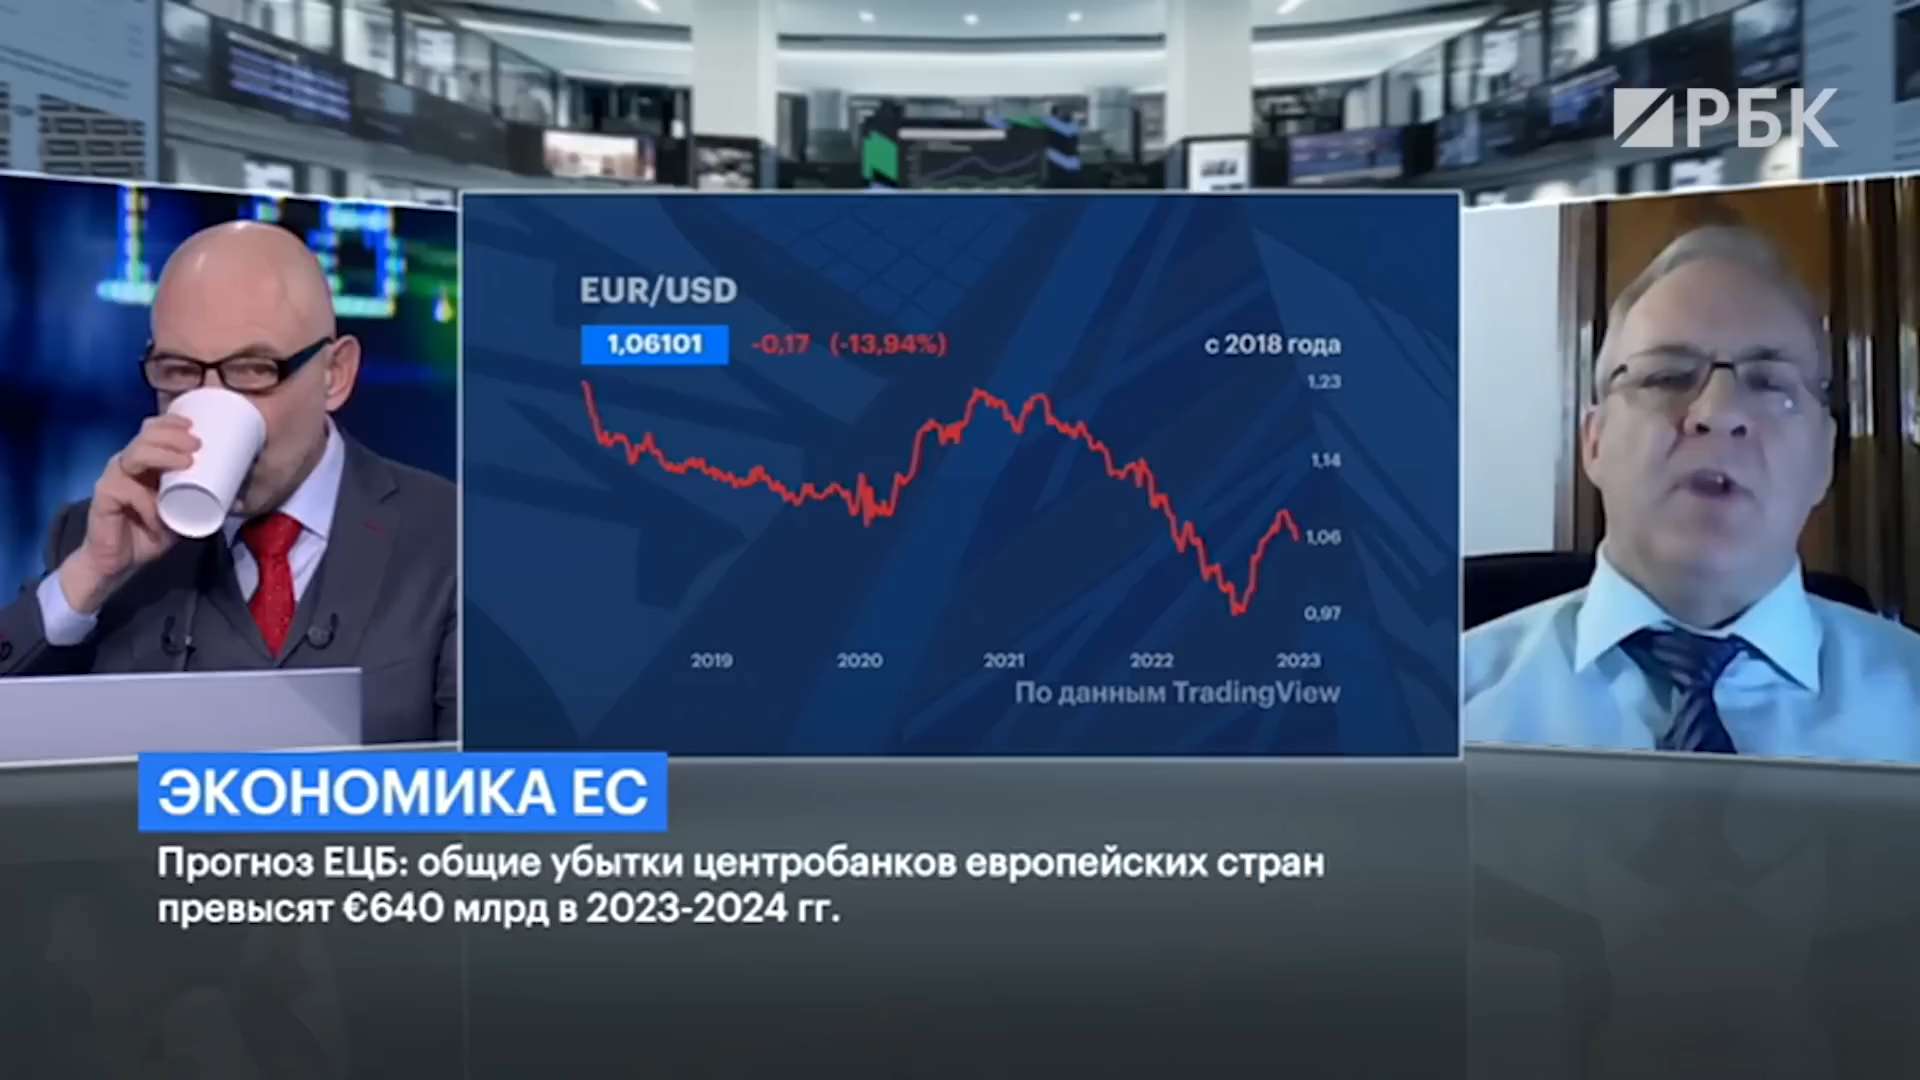 РБК
EUR/USD
1,06101 -0,17 (-13,94%)
с 2018 года
1,23
1,14
1,06
0,97
2019 2020 2021 2022 2023
По данным TradingView
ЭКОНОМИКА ЕС
Прогноз ЕЦБ: общие убытки центробанков европейских стран
превысят €640 млрд в 2023-2024 гг.